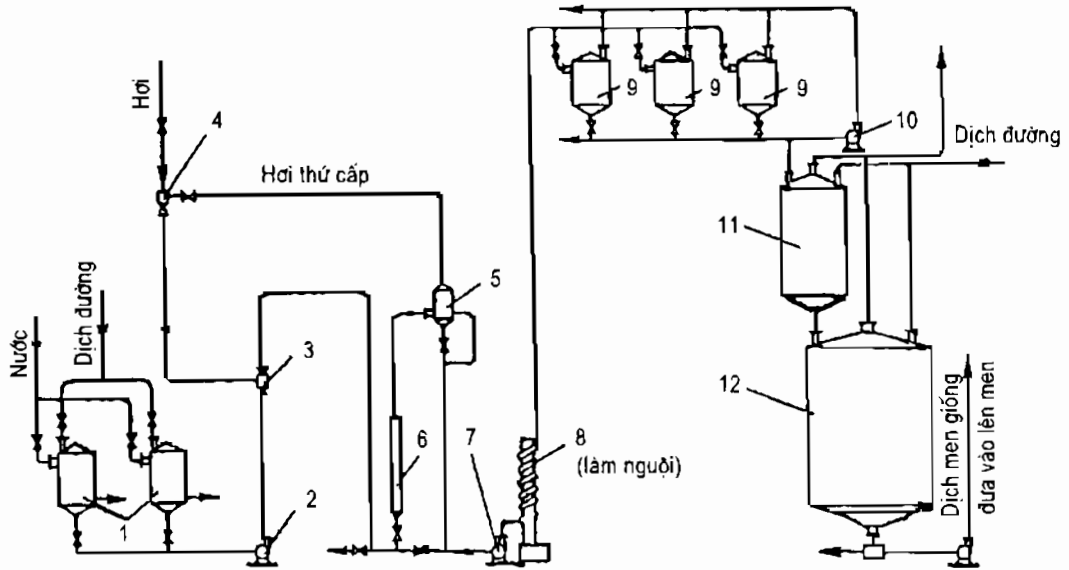 Hơi
4
Hơi thứ cấp
Nước
Dịch đường
5
3
1
2
6
7
8
(làm nguội)
9
9
9
10
Dịch đường
11
12
Dịch men giống
đưa vào lên men